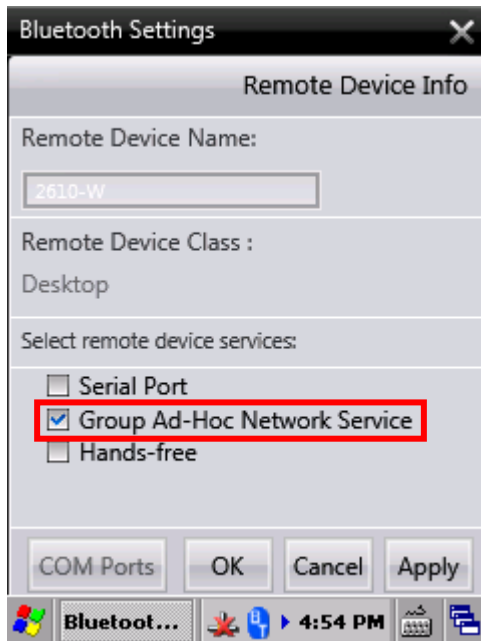 Bluetooth Settings
Remote Device Info
Remote Device Name:
2610-W
Remote Device Class :
Desktop
Select remote device services:
Serial Port
Group Ad-Hoc Network Service
Hands-free
COM Ports OK Cancel Apply
Bluetoot... 4:54 PM